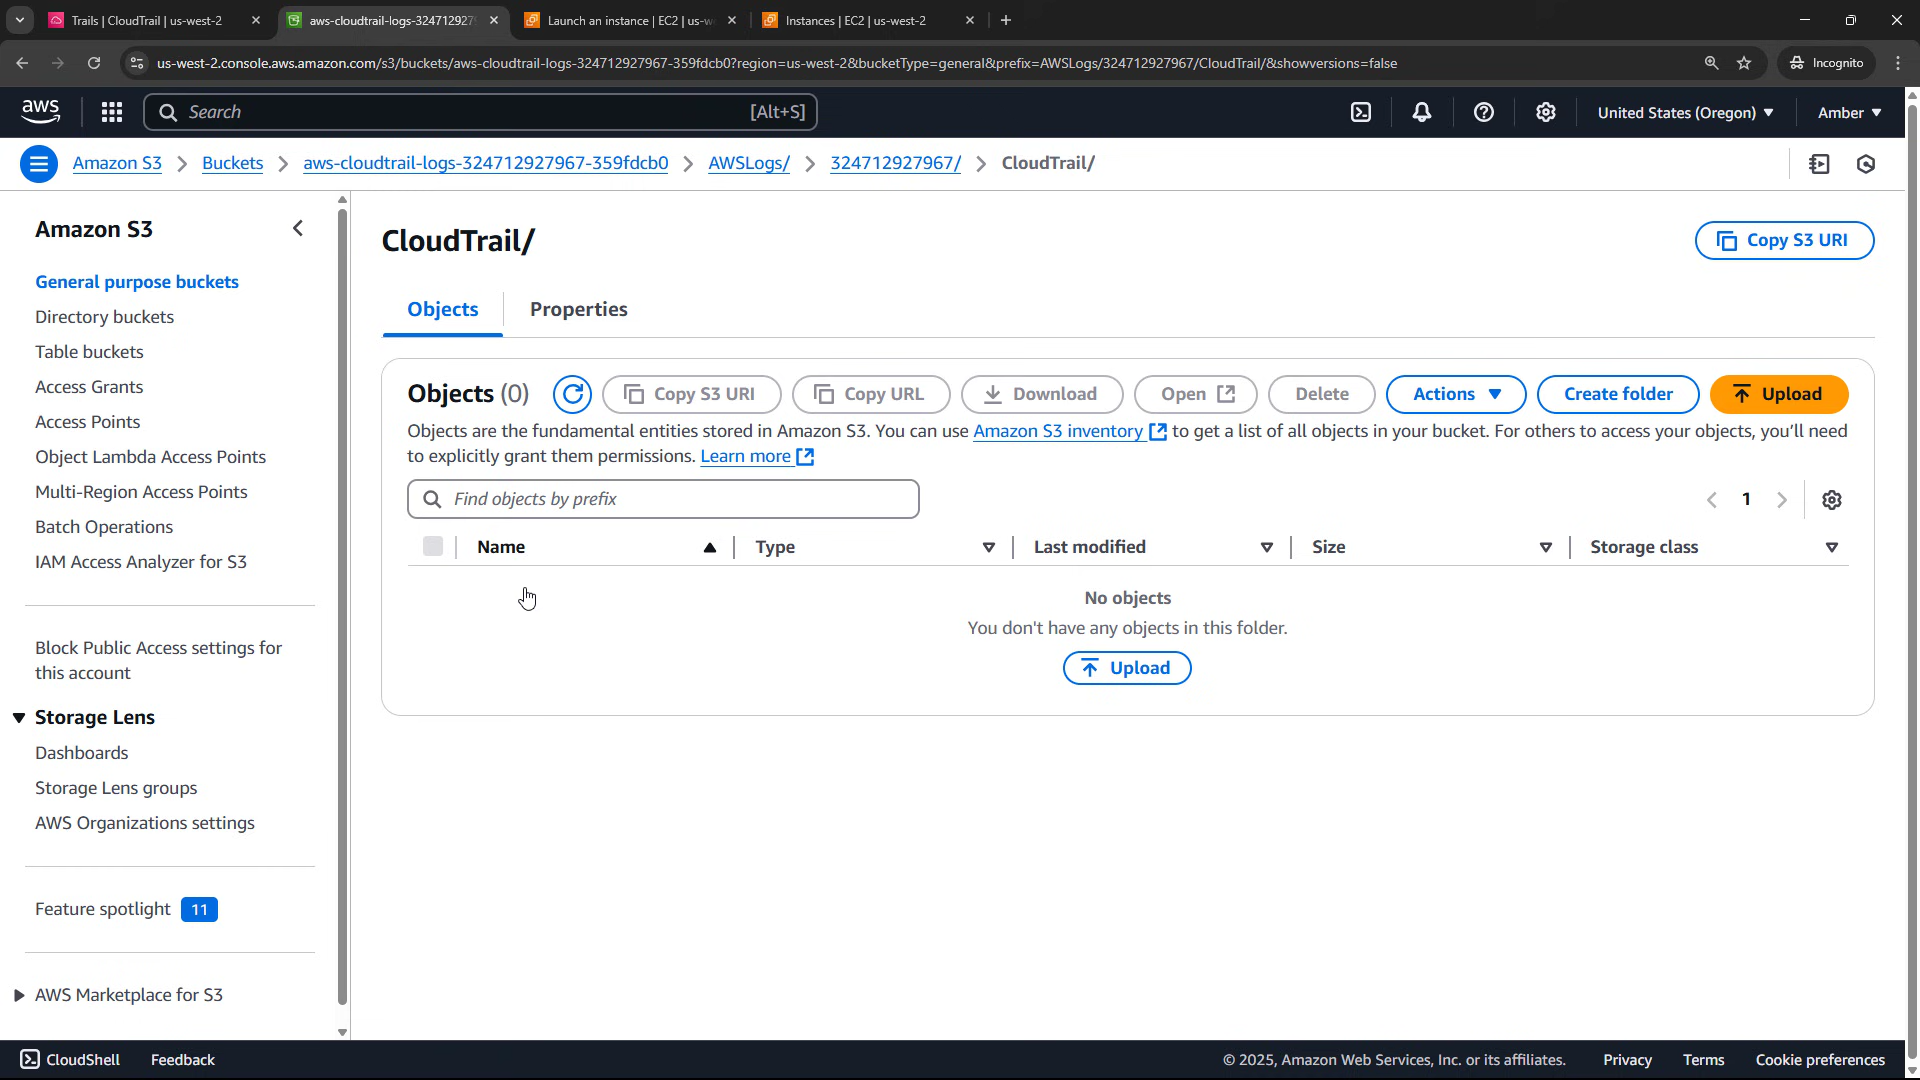 Trails | CloudTrail | us-west-2
aws-cloudtrail-logs-324712927
Launch an instance | EC2 | us-w
Instances | EC2 | us-west-2
us-west-2.console.aws.amazon.com/s3/buckets/aws-cloudtrail-logs-324712927967-359fdcb0?region=us-west-2&bucketType=general&prefix=AWSLogs/324712927967/CloudTrail/&showversions=false
Incognito
aws
Search
[Alt+S]
United States (Oregon)
Amber
Amazon S3
Buckets
aws-cloudtrail-logs-324712927967-359fdcb0
AWSLogs/
324712927967/
CloudTrail/
Amazon S3
General purpose buckets
Directory buckets
Table buckets
Access Grants
Access Points
Object Lambda Access Points
Multi-Region Access Points
Batch Operations
IAM Access Analyzer for S3
Block Public Access settings for
this account
Storage Lens
Dashboards
Storage Lens groups
AWS Organizations settings
Feature spotlight 11
AWS Marketplace for S3
CloudTrail/
Copy S3 URI
Objects
Properties
Objects (0)
Copy S3 URI
Copy URL
Download
Open
Delete
Actions
Create folder
Upload
Objects are the fundamental entities stored in Amazon S3. You can use Amazon S3 inventory to get a list of all objects in your bucket. For others to access your objects, you'll need
to explicitly grant them permissions. Learn more
Find objects by prefix
1
Name
Type
Last modified
Size
Storage class
No objects
You don't have any objects in this folder.
Upload
CloudShell
Feedback
© 2025, Amazon Web Services, Inc. or its affiliates.
Privacy
Terms
Cookie preferences